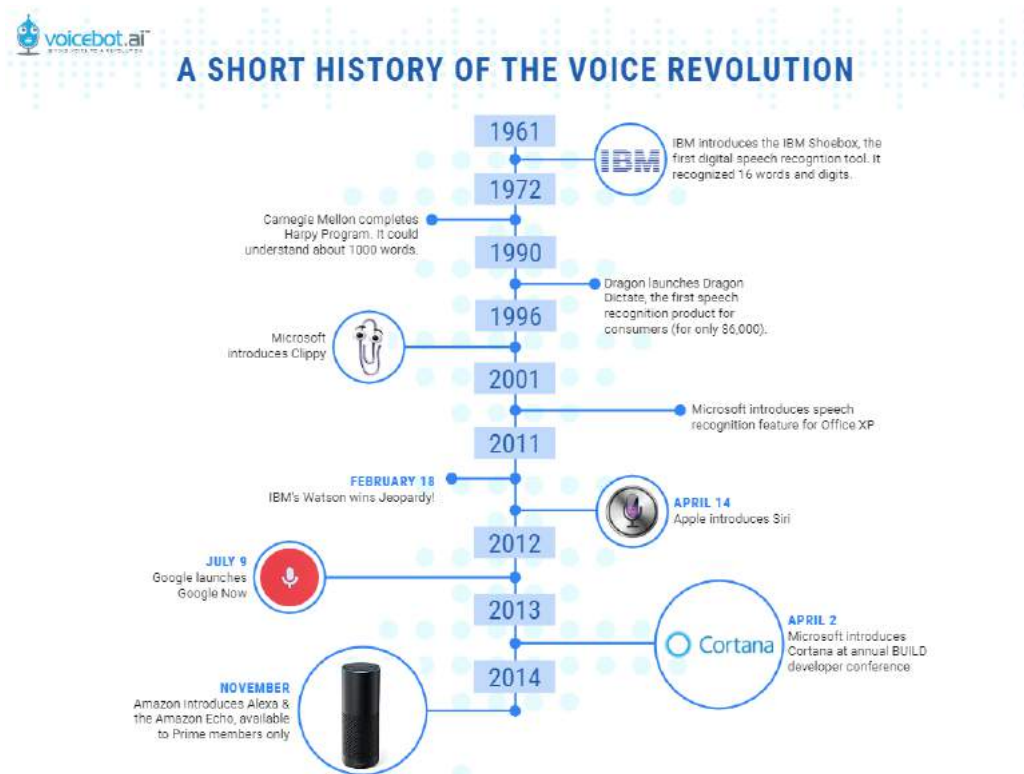 voicebot.ai
GIVING VOICE TO A REVOLUTION
A SHORT HISTORY OF THE VOICE REVOLUTION
1961
IBM
IBM introduces the IBM Shoebox, the
first digital speech recogntion tool. It
recognized 16 words and digits.
1972
Carnegie Mellon completes
Harpy Program. It could
understand about 1000 words.
1990
Dragon launches Dragon
Dictate, the first speech
recognition product for
consumers (for only $6,000).
1996
Microsoft
introduces Clippy
2001
Microsoft introduces speech
recognition feature for Office XP
2011
FEBRUARY 18
IBM's Watson wins Jeopardy!
APRIL 14
Apple introduces Siri
2012
JULY 9
Google launches
Google Now
2013
Cortana
APRIL 2
Microsoft introduces
Cortana at annual BUILD
developer conference
2014
NOVEMBER
Amazon introduces Alexa &
the Amazon Echo, available
to Prime members only